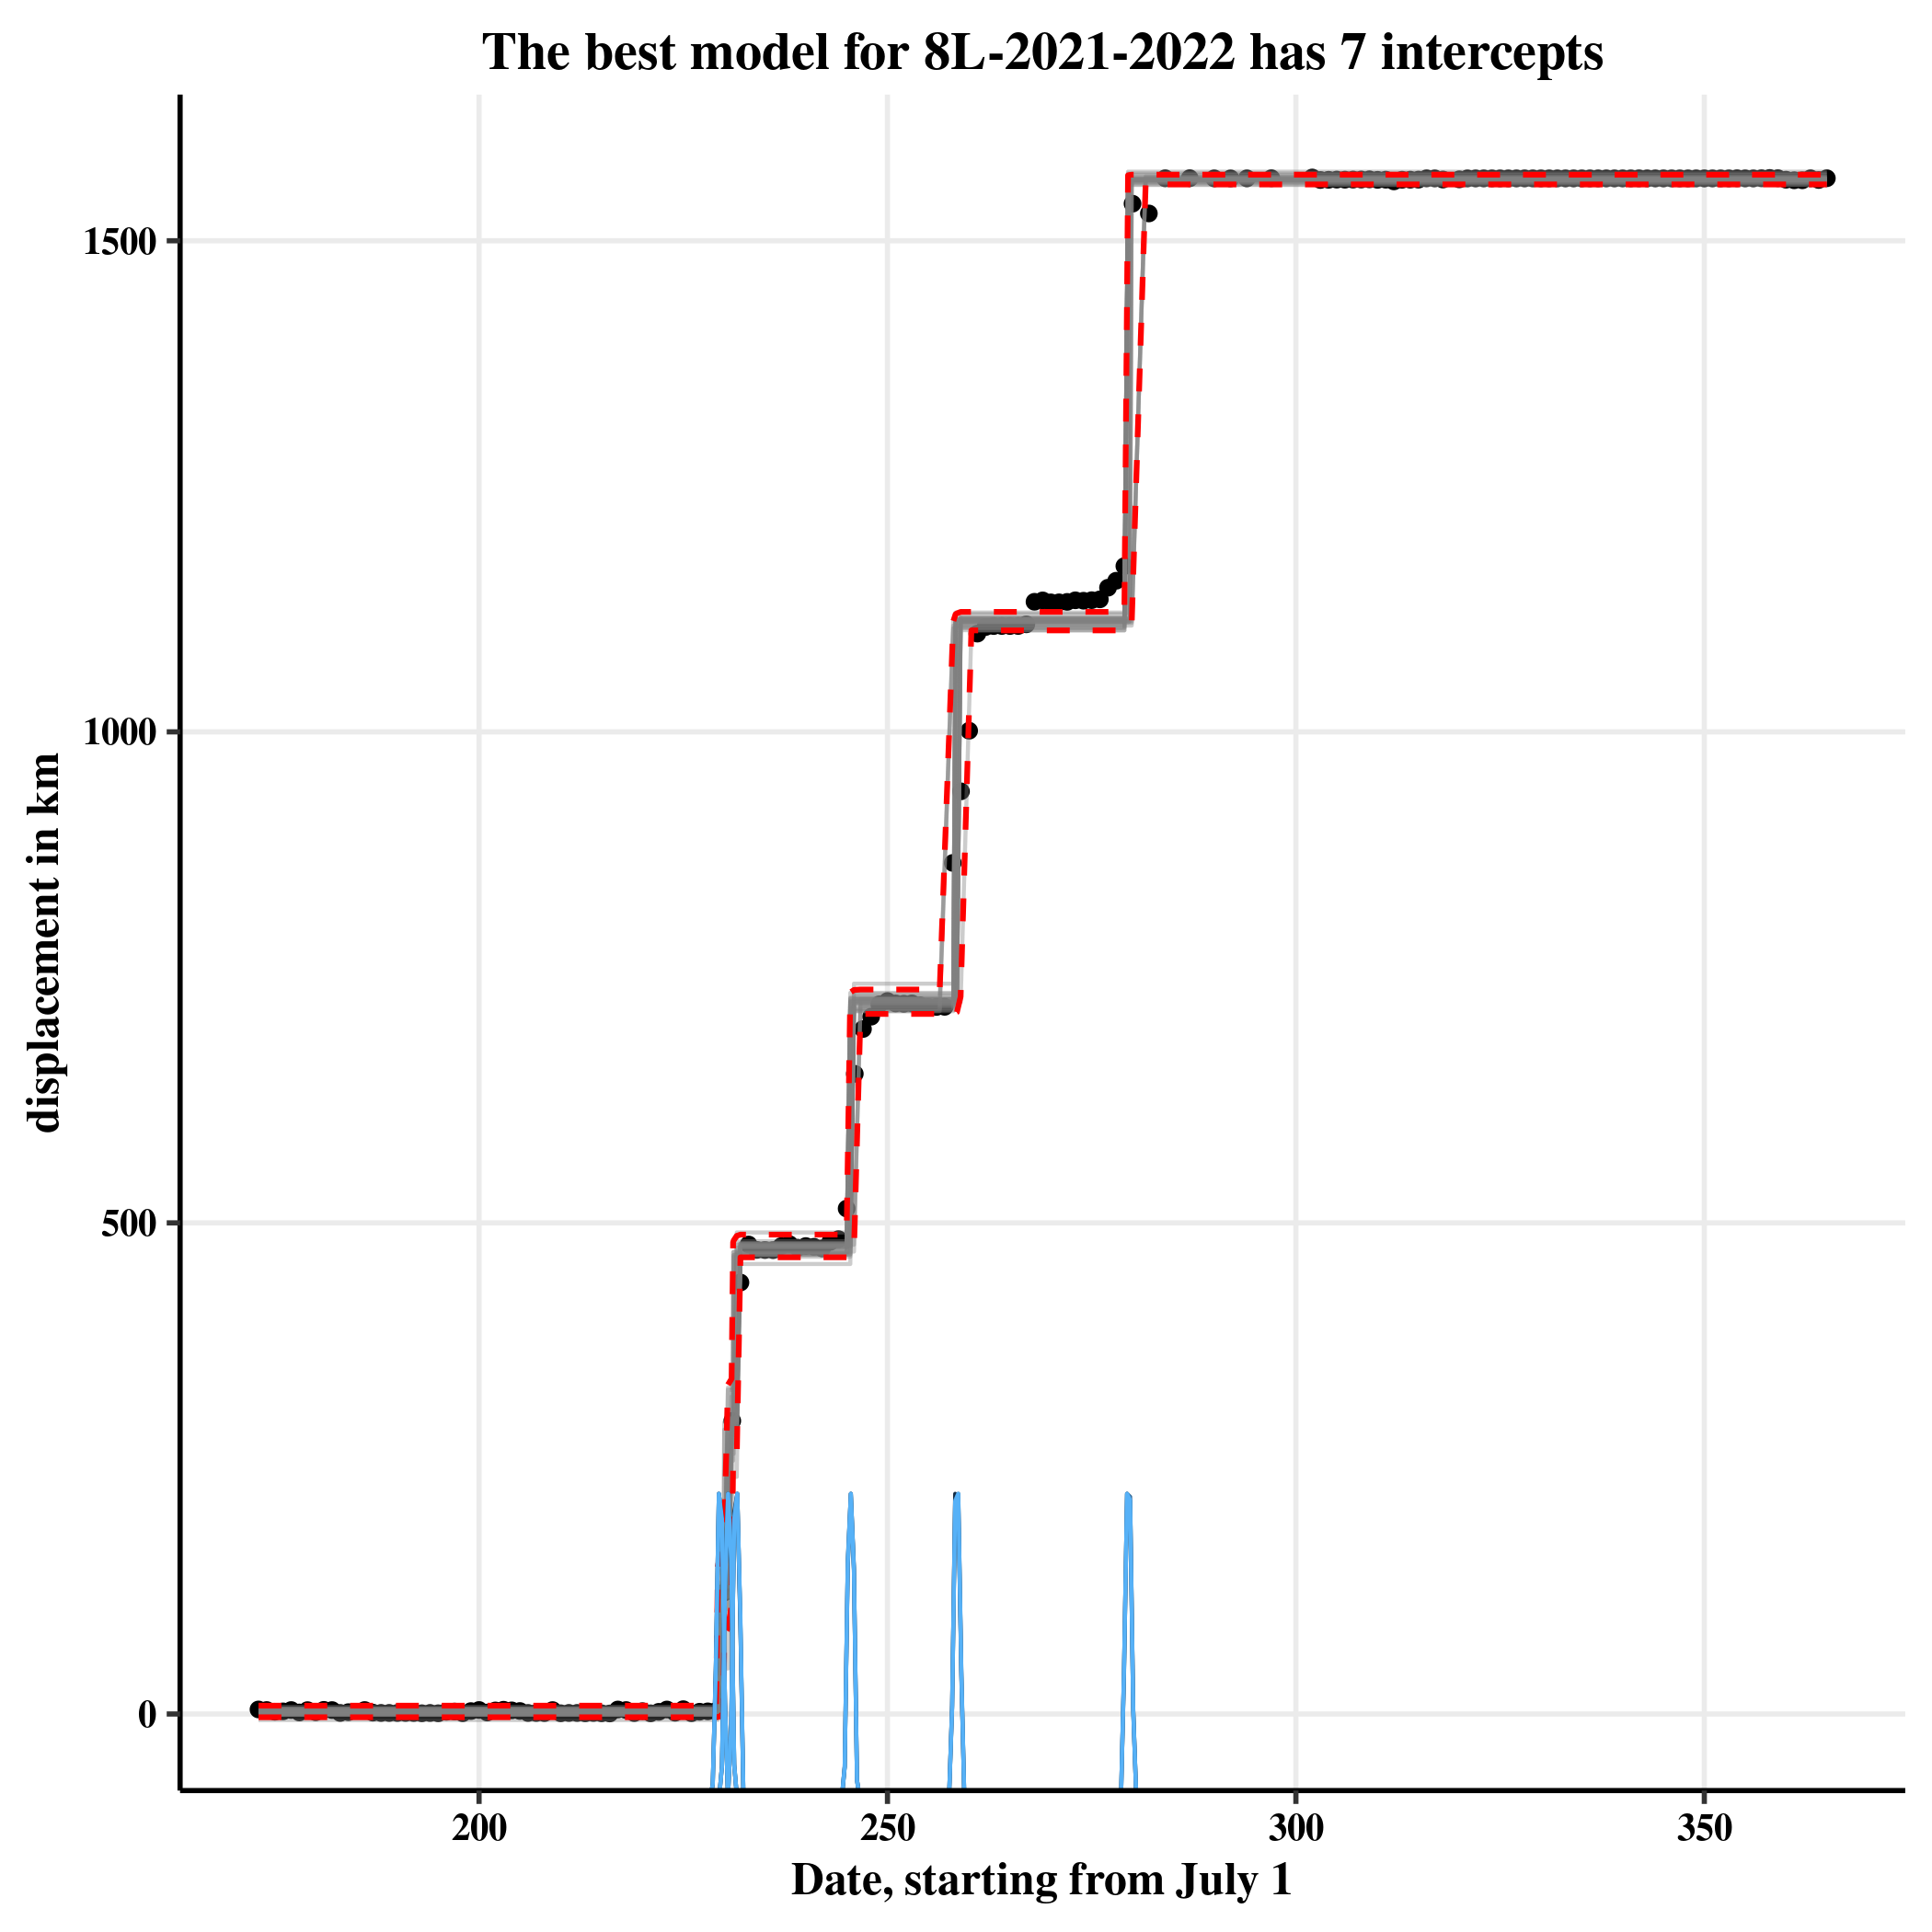 The best model for 8L-2021-2022 has 7 intercepts
1500
1000
500
0
displacement in km
200 250 300 350
Date, starting from July 1